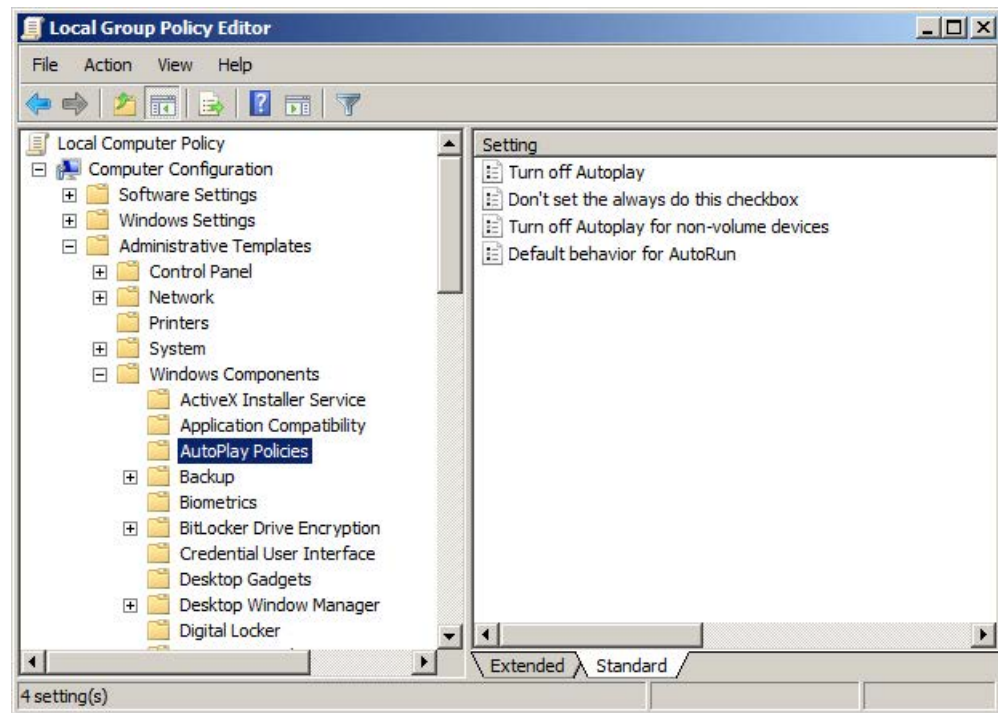 Local Group Policy Editor
File Action View Help
Local Computer Policy
Computer Configuration
Software Settings
Windows Settings
Administrative Templates
Control Panel
Network
Printers
System
Windows Components
ActiveX Installer Service
Application Compatibility
AutoPlay Policies
Backup
Biometrics
BitLocker Drive Encryption
Credential User Interface
Desktop Gadgets
Desktop Window Manager
Digital Locker
Setting
Turn off Autoplay
Don't set the always do this checkbox
Turn off Autoplay for non-volume devices
Default behavior for AutoRun
Extended Standard
4 setting(s)